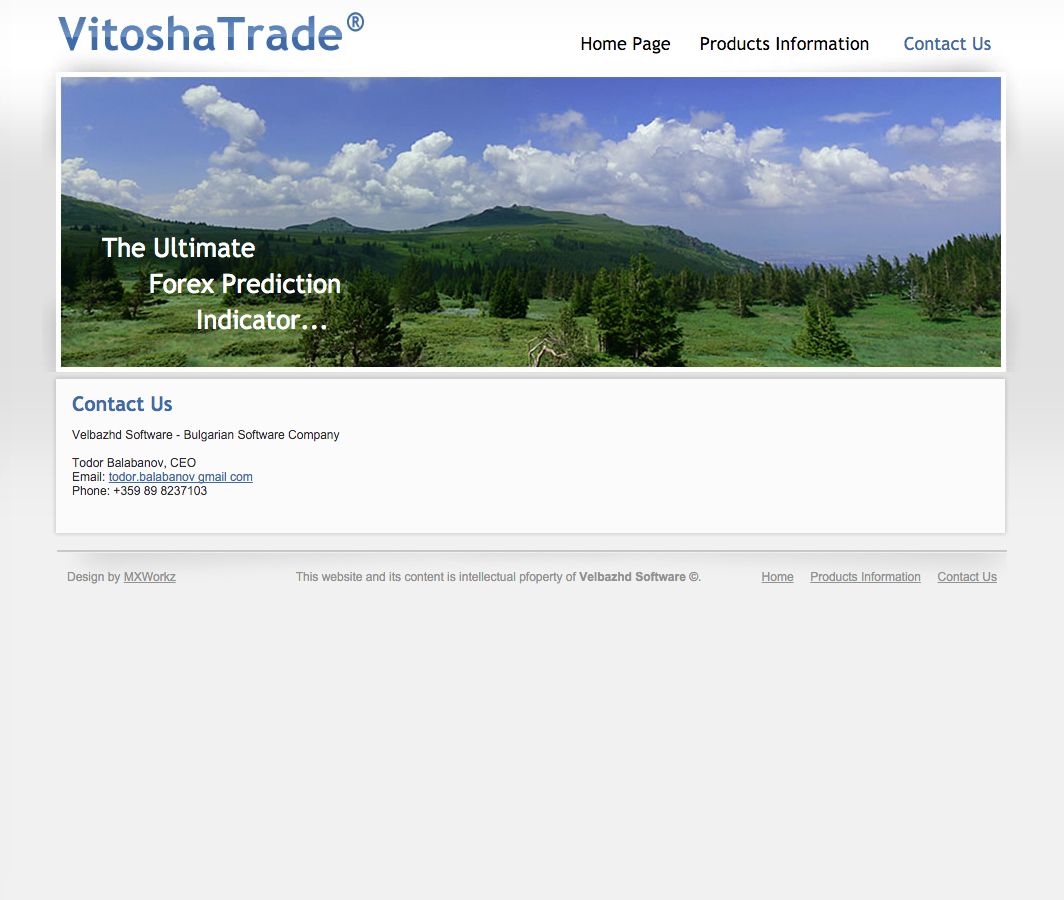 VitoshaTrade®
Home Page Products Information Contact Us
The Ultimate
Forex Prediction
Indicator...
Contact Us
Velbazhd Software - Bulgarian Software Company
Todor Balabanov, CEO
Email: todor.balabanov gmail com
Phone: +359 89 8237103
Design by MXWorkz This website and its content is intellectual pfoperty of Velbazhd Software ©. Home Products Information Contact Us